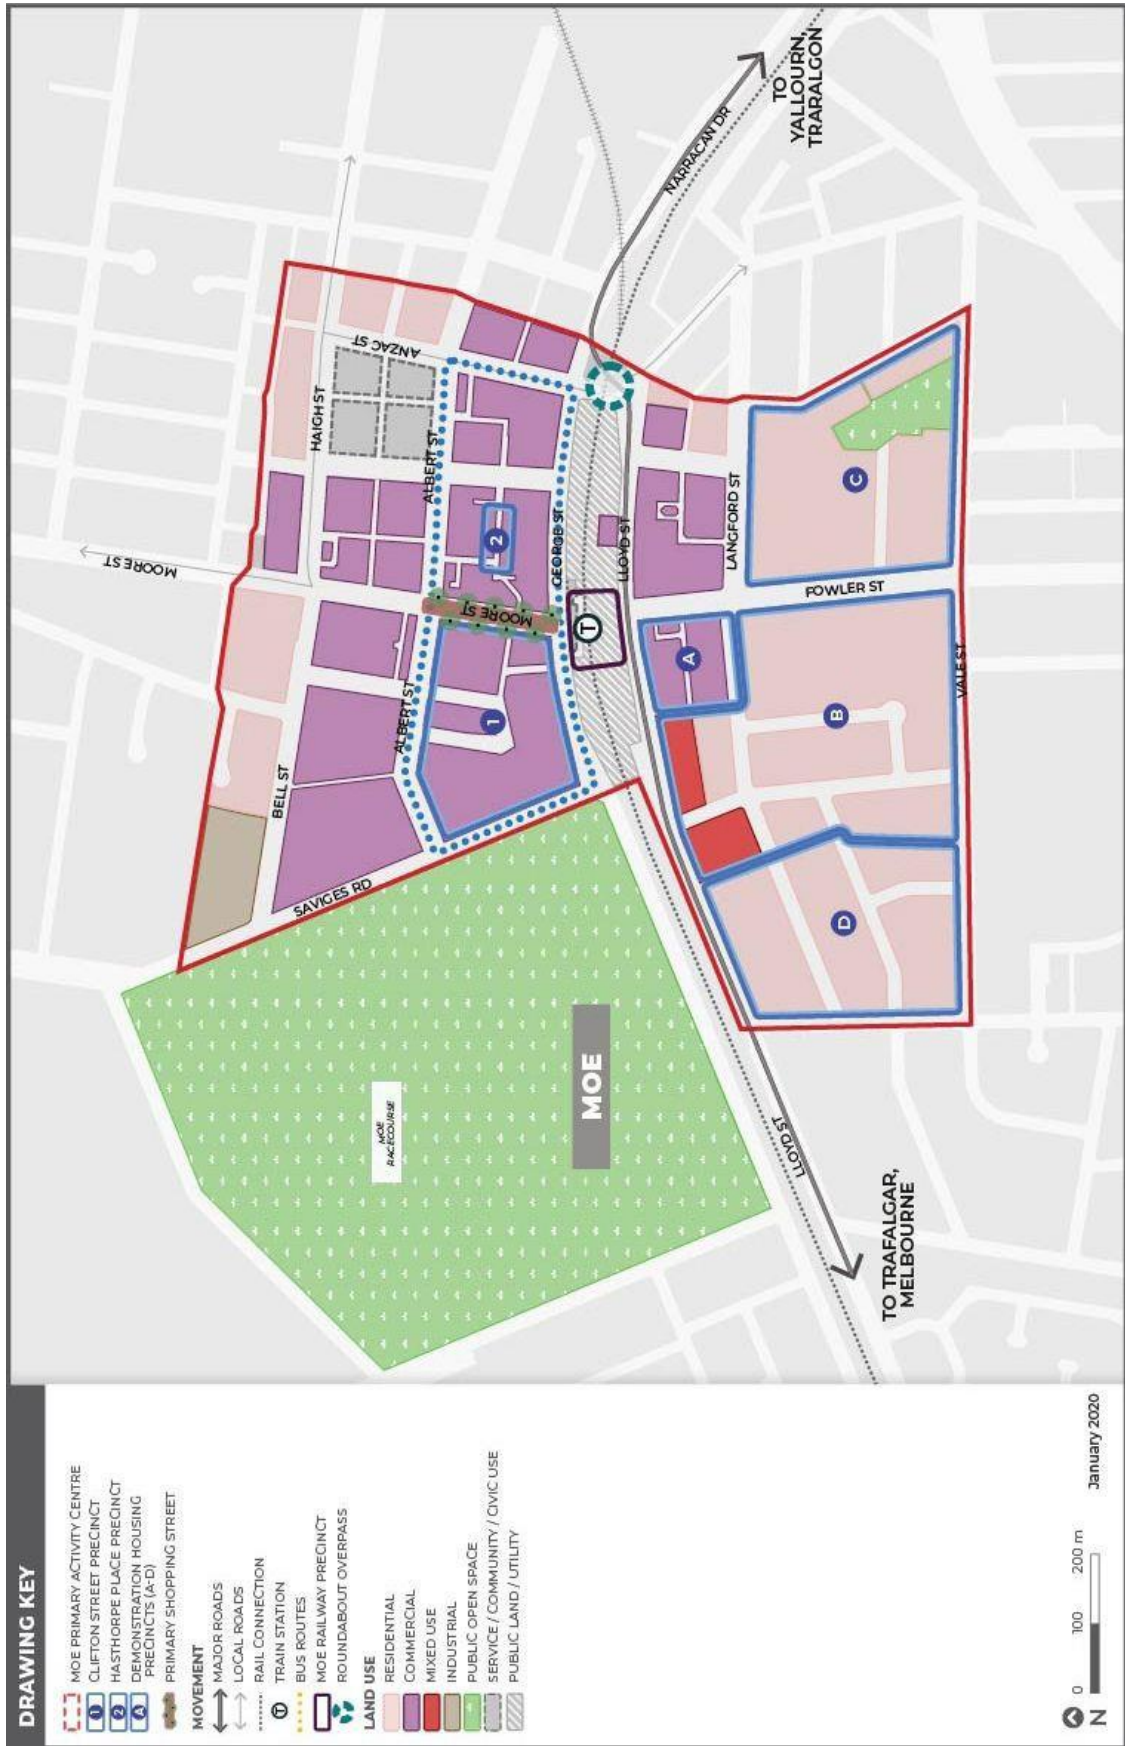 DRAWING KEY
MOE PRIMARY ACTIVITY CENTRE
1
CLIFTON STREET PRECINCT
2
HASTHORPE PLACE PRECINCT
A
DEMONSTRATION HOUSING
PRECINCTS (A-D)
PRIMARY SHOPPING STREET
MOVEMENT
MAJOR ROADS
LOCAL ROADS
RAIL CONNECTION
T
TRAIN STATION
BUS ROUTES
MOE RAILWAY PRECINCT
ROUNDABOUT OVERPASS
LAND USE
RESIDENTIAL
COMMERCIAL
MIXED USE
INDUSTRIAL
PUBLIC OPEN SPACE
SERVICE / COMMUNITY / CIVIC USE
PUBLIC LAND / UTILITY
N
0
100
200 m
January 2020
MOORE ST
HAIGH ST
ANZAC ST
BELL ST
SAVIGES RD
ALBERT ST
ALBERT ST
MOORE ST
1
2
GEORGE ST
T
LLOYD ST
NARRACAN DR
TO
YALLOURN,
TRARALGON
MOE
RACECOURSE
MOE
LANGFORD ST
FOWLER ST
A
B
C
D
VALE ST
LLOYD ST
TO TRAFALGAR,
MELBOURNE